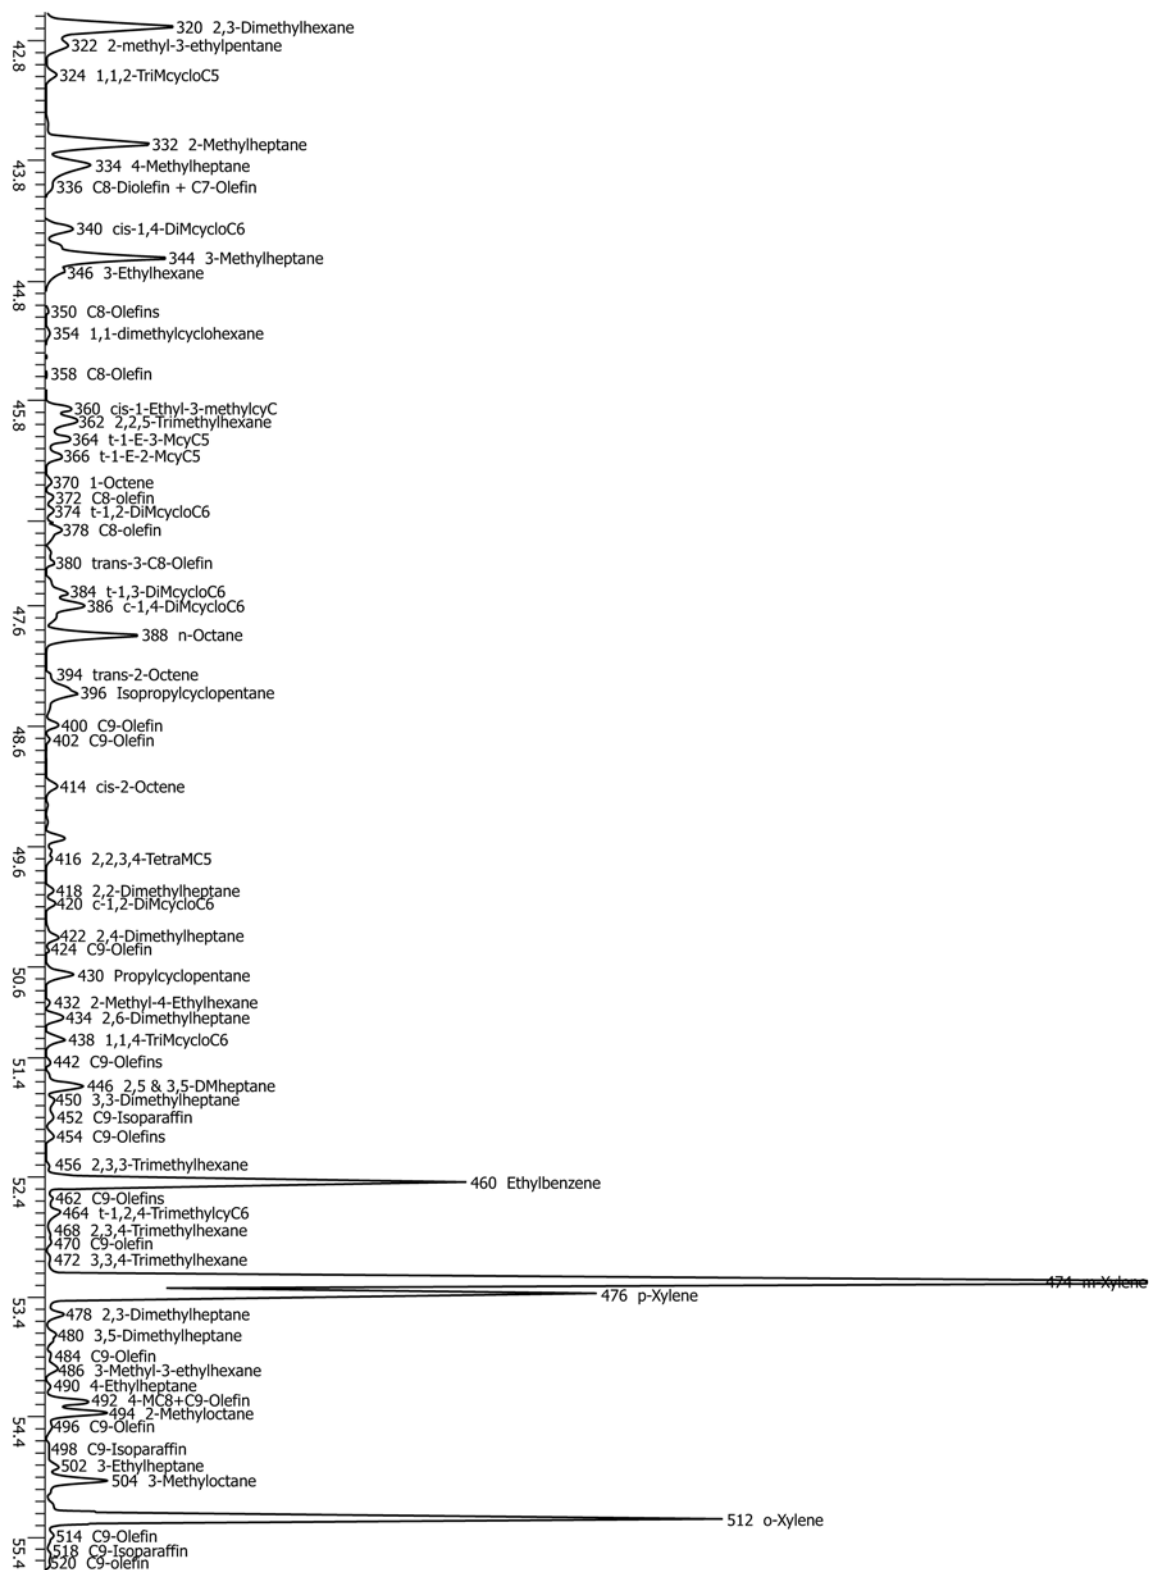 320 2,3-Dimethylhexane
42.8
322 2-methyl-3-ethylpentane
324 1,1,2-TriMcycloC5
332 2-Methylheptane
43.8
334 4-Methylheptane
336 C8-Diolefin + C7-Olefin
340 cis-1,4-DiMcycloC6
344 3-Methylheptane
346 3-Ethylhexane
44.8
350 C8-Olefins
354 1,1-dimethylcyclohexane
358 C8-Olefin
45.8
360 cis-1-Ethyl-3-methylcyC
362 2,2,5-Trimethylhexane
364 t-1-E-3-McyC5
366 t-1-E-2-McyC5
370 1-Octene
372 C8-olefin
374 t-1,2-DiMcycloC6
378 C8-olefin
380 trans-3-C8-Olefin
384 t-1,3-DiMcycloC6
47.6
386 c-1,4-DiMcycloC6
388 n-Octane
394 trans-2-Octene
396 Isopropylcyclopentane
400 C9-Olefin
48.6
402 C9-Olefin
414 cis-2-Octene
49.6
416 2,2,3,4-TetraMC5
418 2,2-Dimethylheptane
420 c-1,2-DiMcycloC6
422 2,4-Dimethylheptane
424 C9-Olefin
50.6
430 Propylcyclopentane
432 2-Methyl-4-Ethylhexane
434 2,6-Dimethylheptane
438 1,1,4-TriMcycloC6
51.4
442 C9-Olefins
446 2,5 & 3,5-DMheptane
450 3,3-Dimethylheptane
452 C9-Isoparaffin
454 C9-Olefins
456 2,3,3-Trimethylhexane
52.4
460 Ethylbenzene
462 C9-Olefins
464 t-1,2,4-TrimethylcyC6
468 2,3,4-Trimethylhexane
470 C9-olefin
472 3,3,4-Trimethylhexane
474 m-Xylene
476 p-Xylene
53.4
478 2,3-Dimethylheptane
480 3,5-Dimethylheptane
484 C9-Olefin
486 3-Methyl-3-ethylhexane
490 4-Ethylheptane
492 4-MC8+C9-Olefin
494 2-Methyloctane
54.4
496 C9-Olefin
498 C9-Isoparaffin
502 3-Ethylheptane
504 3-Methyloctane
512 o-Xylene
514 C9-Olefin
55.4
518 C9-Isoparaffin
520 C9-olefin